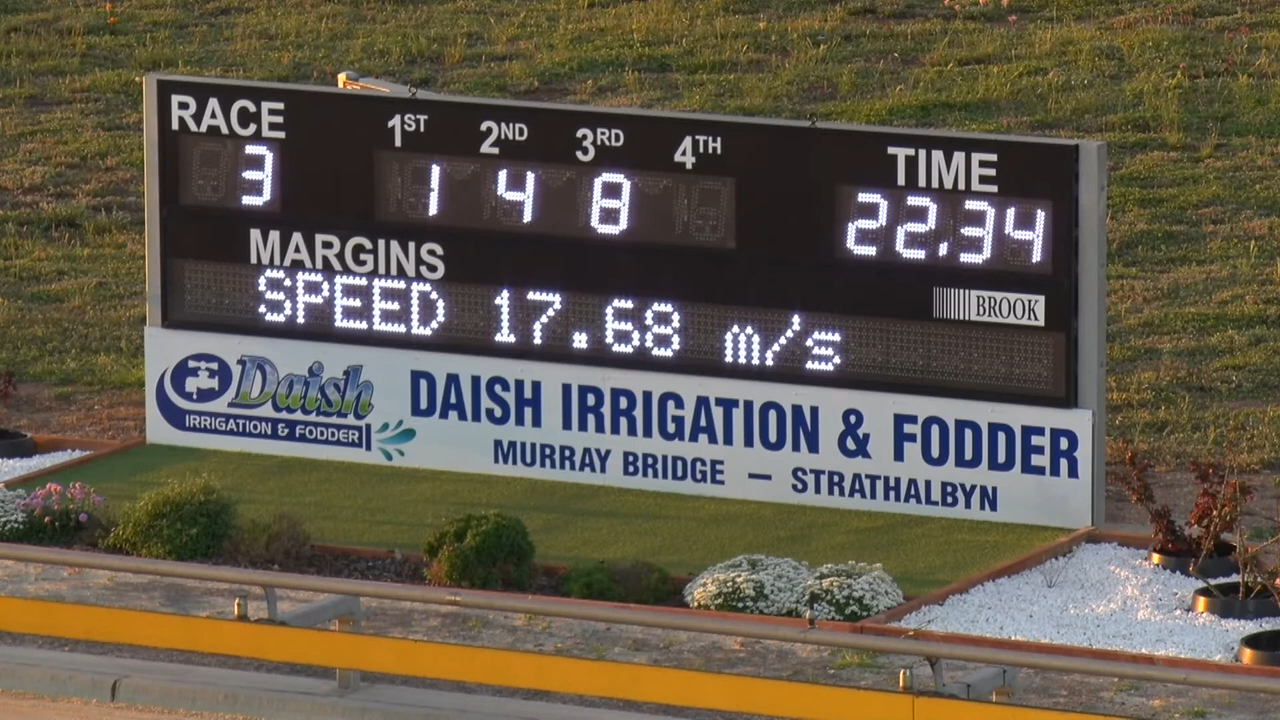 RACE 1ST 2ND 3RD 4TH TIME
3 1 4 8 22.34
MARGINS
SPEED 17.68 m/s
BROOK
Daish
IRRIGATION & FODDER
DAISH IRRIGATION & FODDER
MURRAY BRIDGE — STRATHALBYN